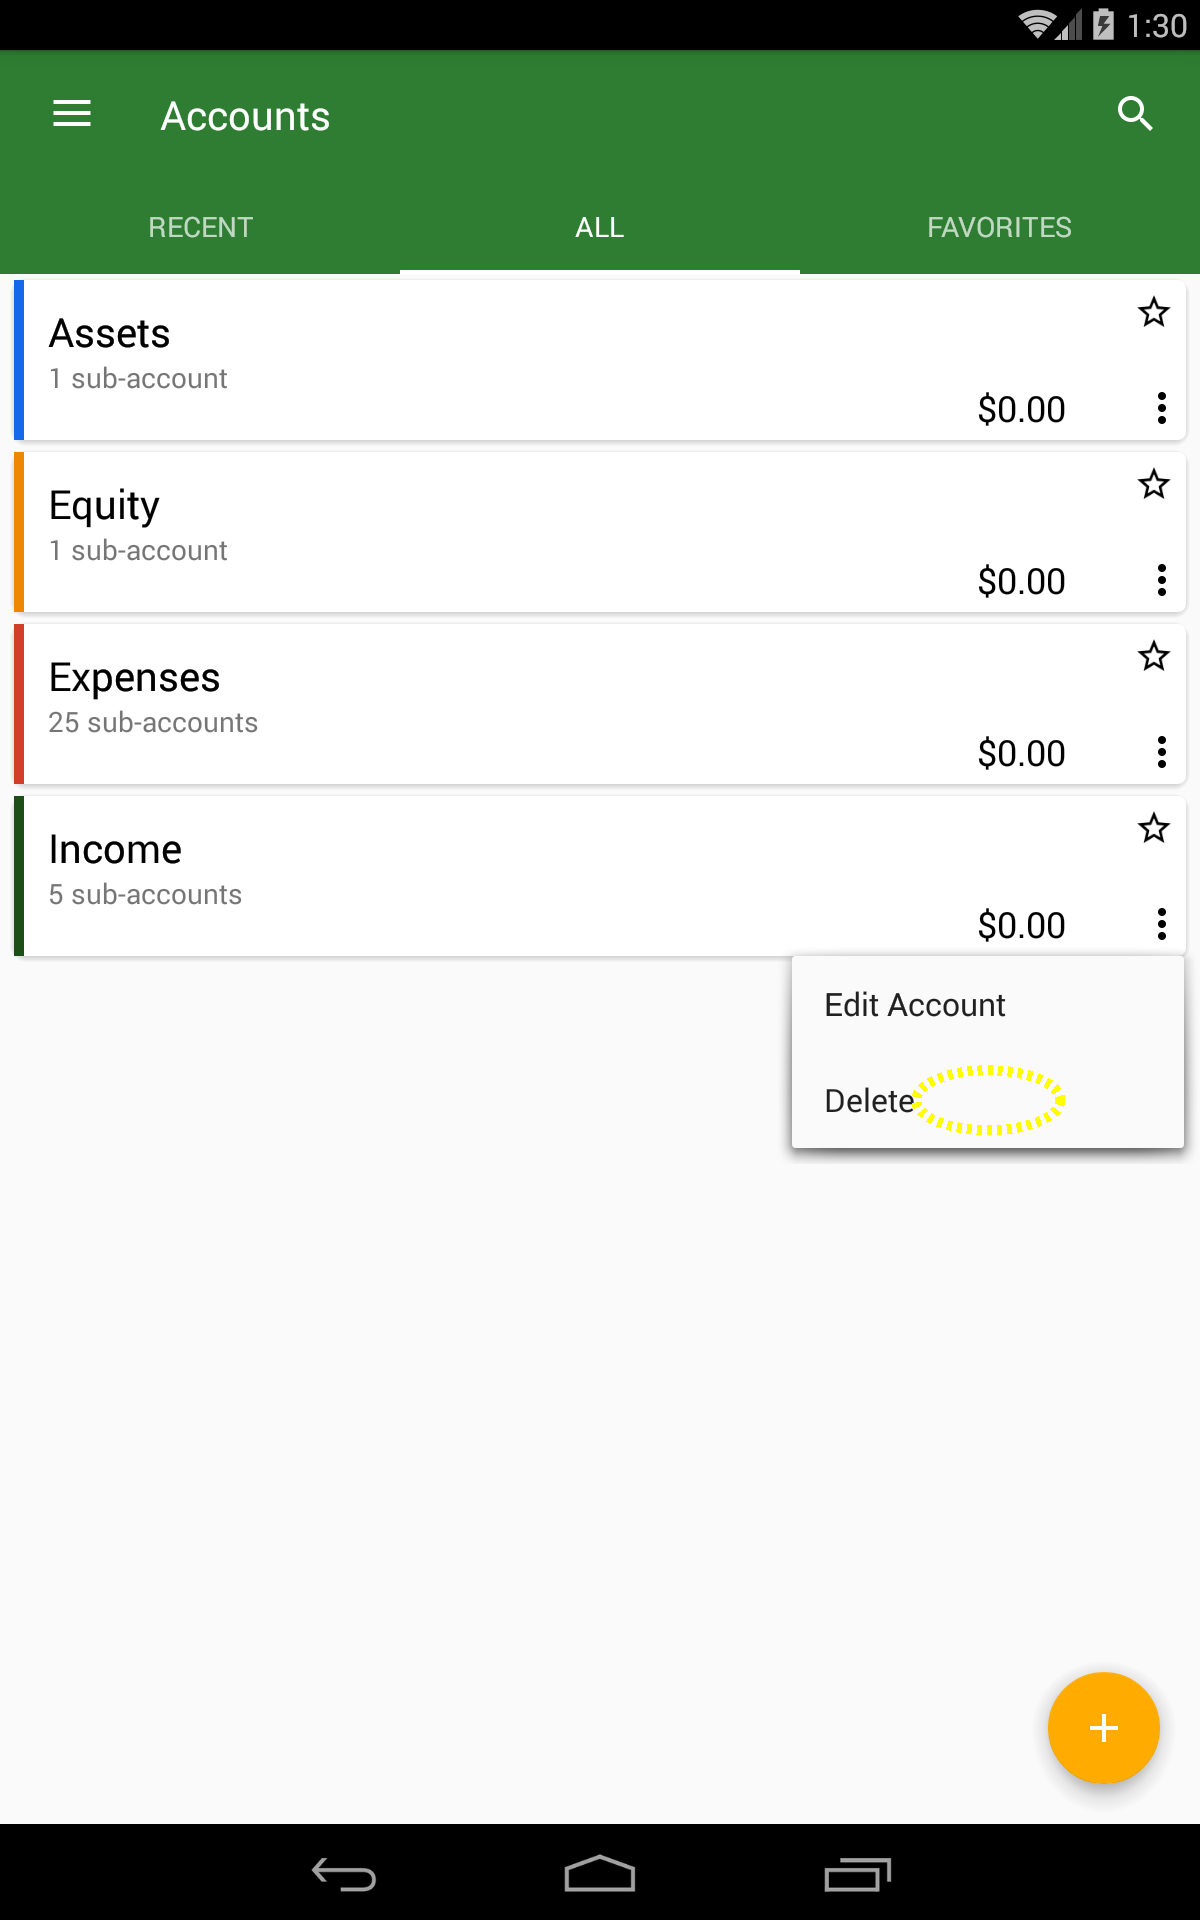 1:30
Accounts
RECENT
ALL
FAVORITES
Assets
1 sub-account
$0.00
Equity
1 sub-account
$0.00
Expenses
25 sub-accounts
$0.00
Income
5 sub-accounts
$0.00
Edit Account
Delete